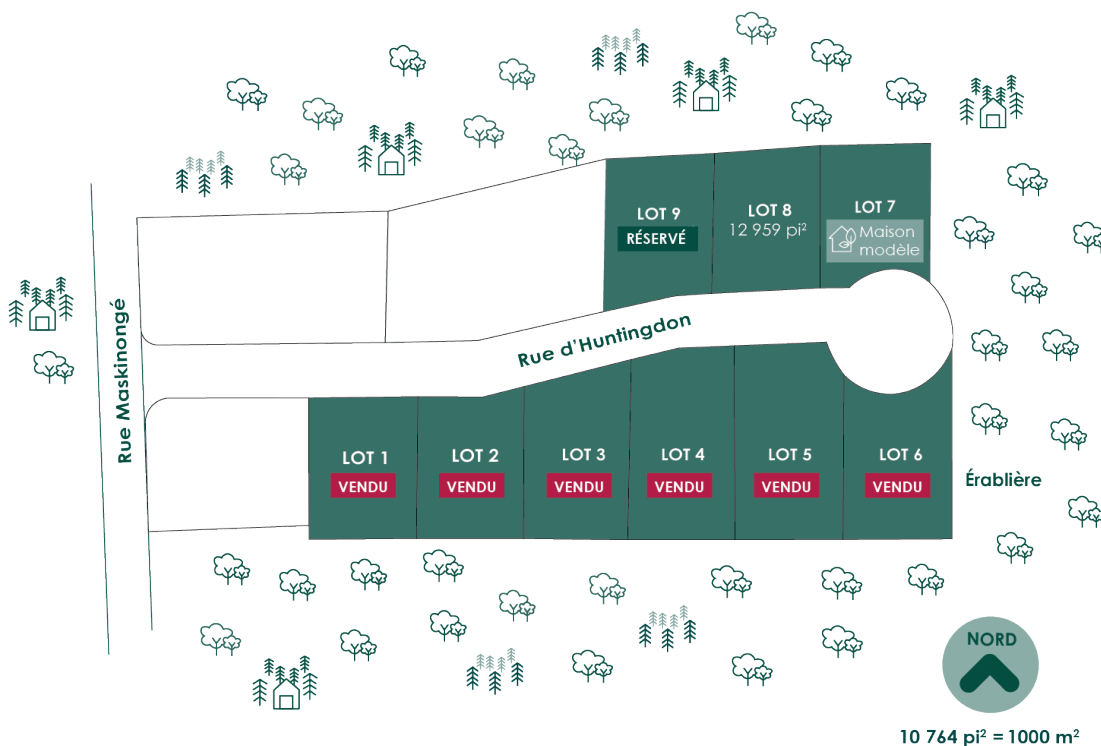 LOT 9
RÉSERVÉ
LOT 8
12 959 pi²
LOT 7
Maison
modèle
Rue Maskinongé
Rue d'Huntingdon
LOT 1
VENDU
LOT 2
VENDU
LOT 3
VENDU
LOT 4
VENDU
LOT 5
VENDU
LOT 6
VENDU
Érablière
NORD
10 764 pi² = 1000 m²